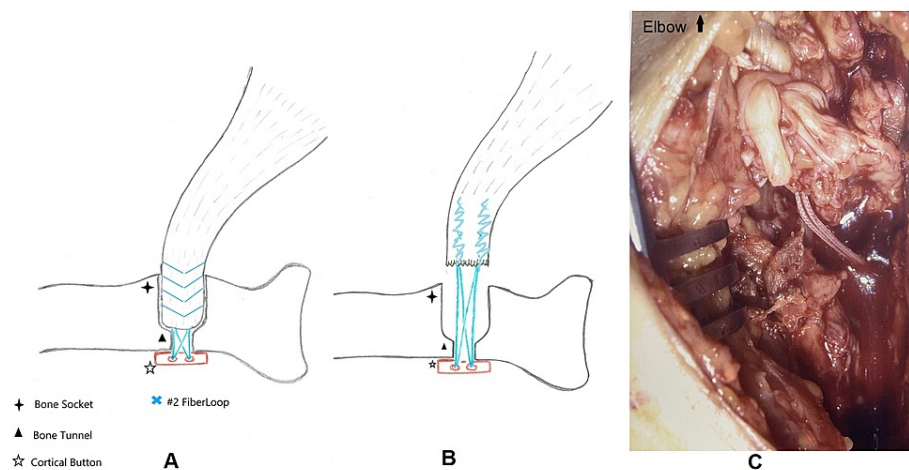 Elbow
Bone Socket
#2 FiberLoop
Bone Tunnel
Cortical Button
A
B
C